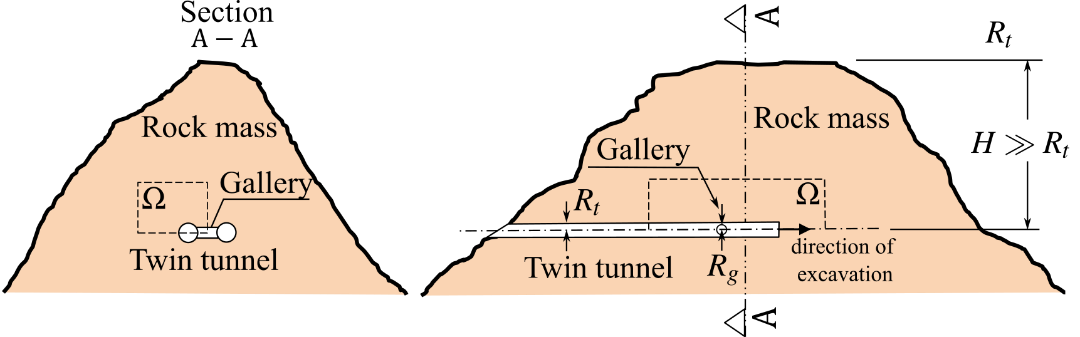 Section
A – A
Rock mass
Ω
Gallery
Twin tunnel
A
R_t
Rock mass
H ≫ R_t
Gallery
Ω
R_t
direction of
excavation
Twin tunnel
R_g
A